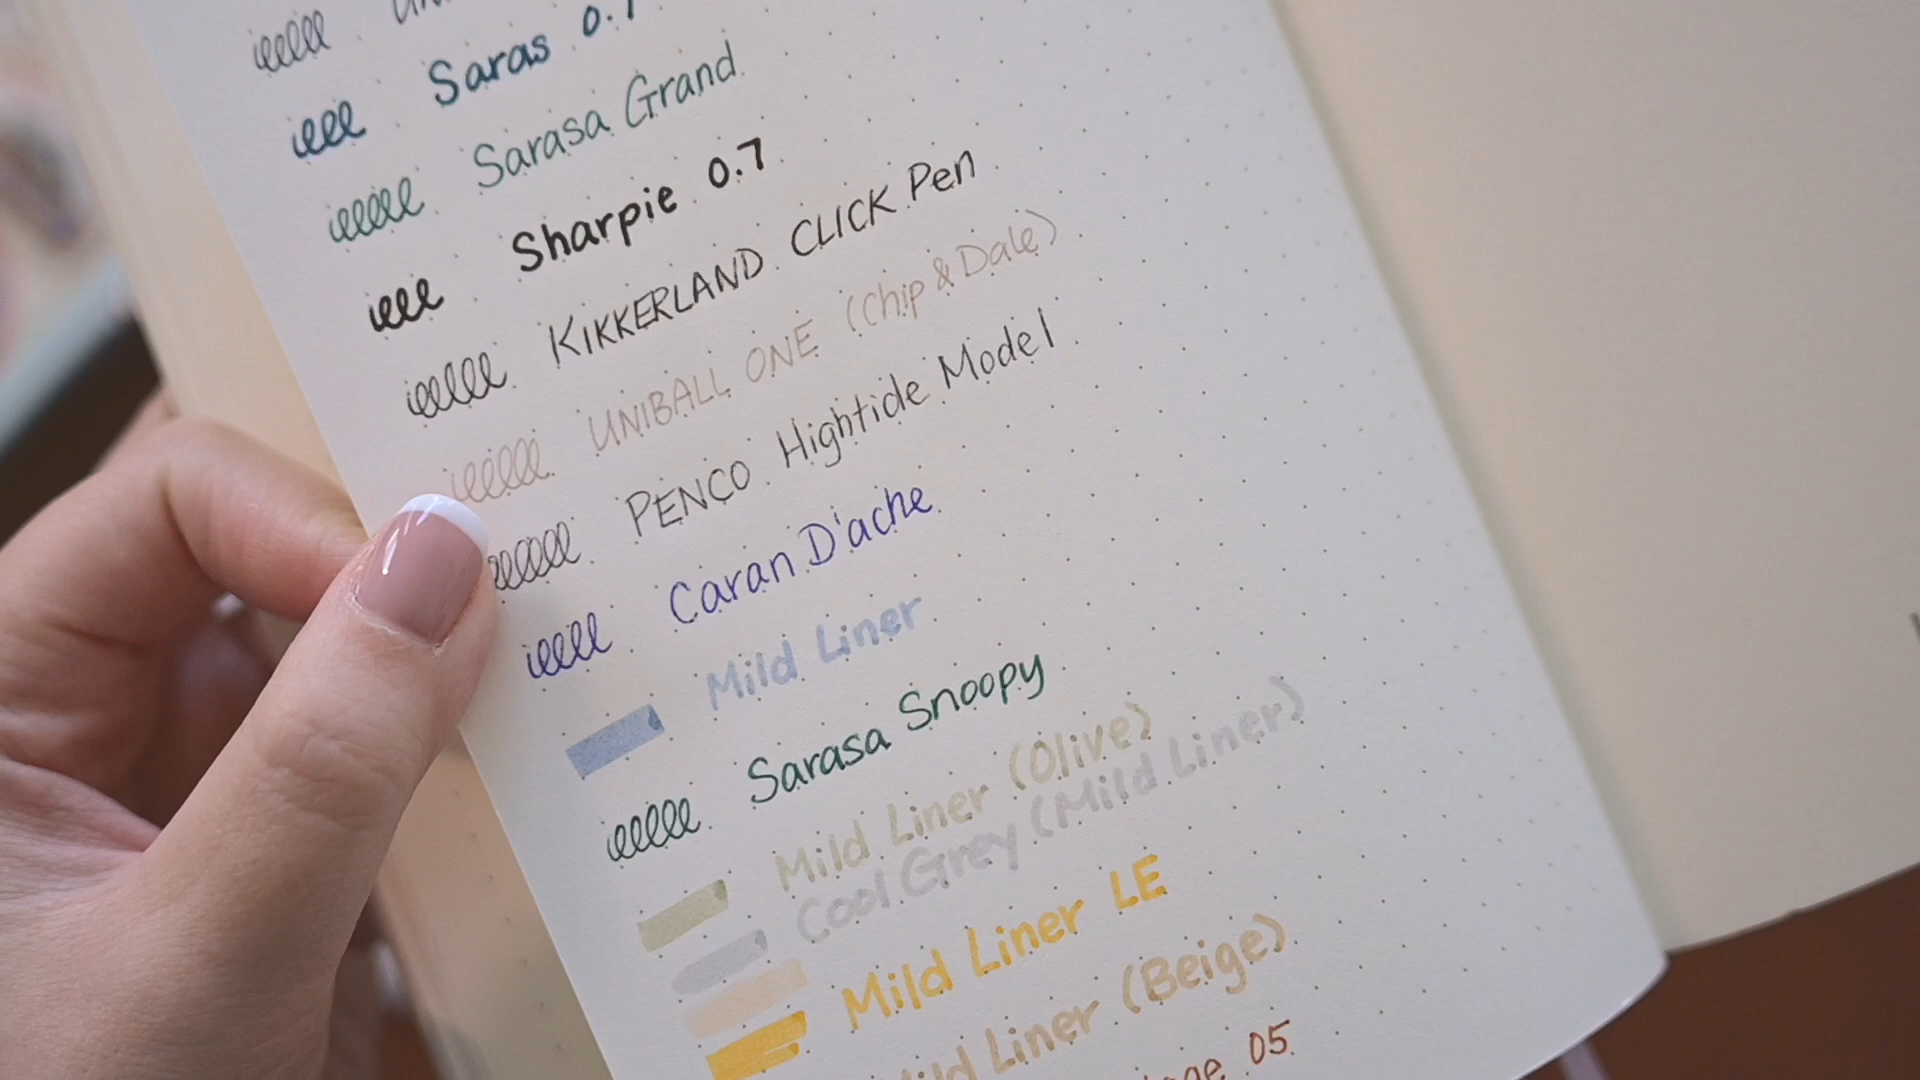 Saras 0.7
Sarasa Grand
Sharpie 0.7
KIKKERLAND CLICK Pen
UNIBALL ONE (Chip & Dale)
PENCO Hightide Model
Caran D'ache
Mild Liner
Sarasa Snoopy
Mild Liner (Olive)
Cool Grey (Mild Liner)
Mild Liner LE
Mild Liner (Beige)
05